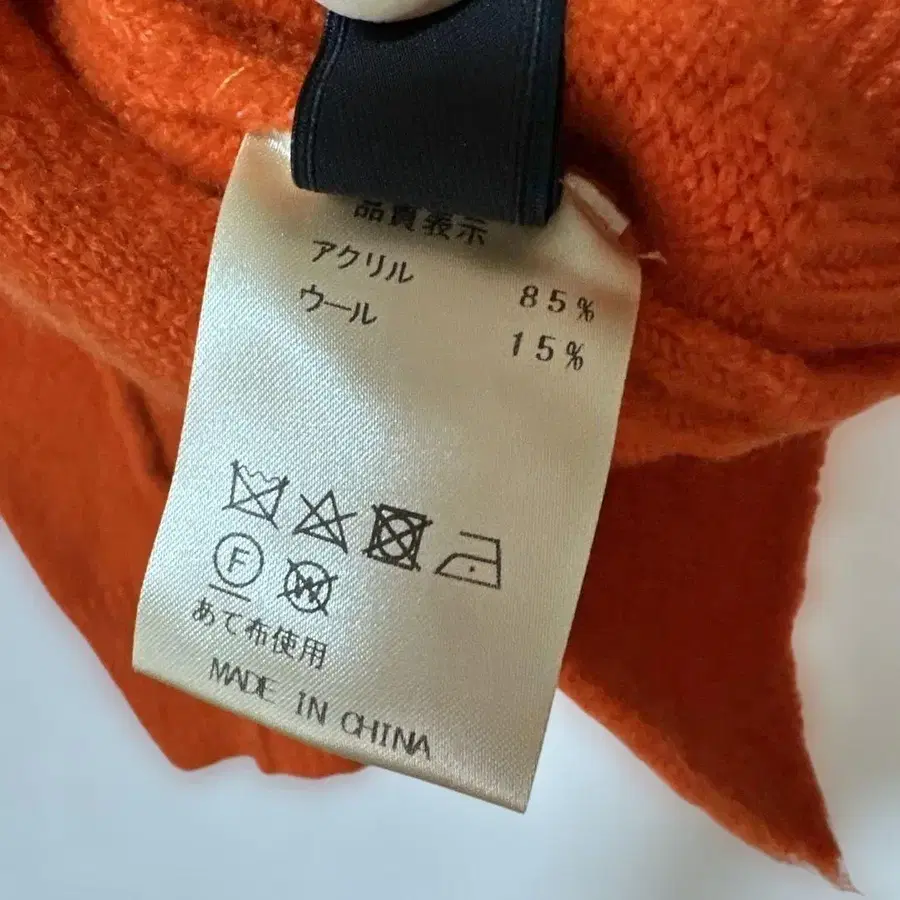 品質表示
アクリル 85%
ウール 15%
F W
あて布使用
MADE IN CHINA